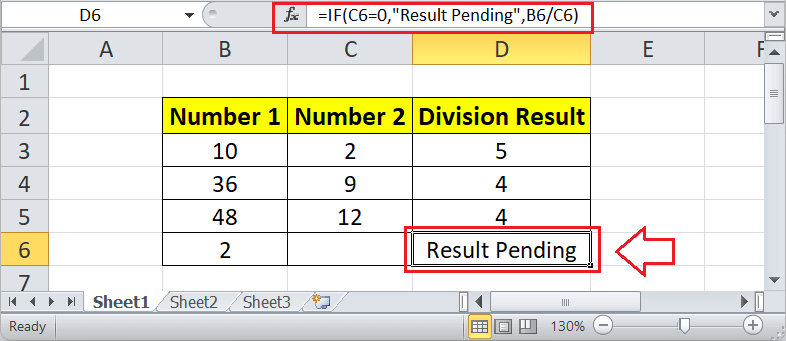 D6 fx =IF(C6=0,"Result Pending",B6/C6)
A B C D E F
1
2 Number 1 Number 2 Division Result
3 10 2 5
4 36 9 4
5 48 12 4
6 2 Result Pending
7
Sheet1 Sheet2 Sheet3
Ready 130%